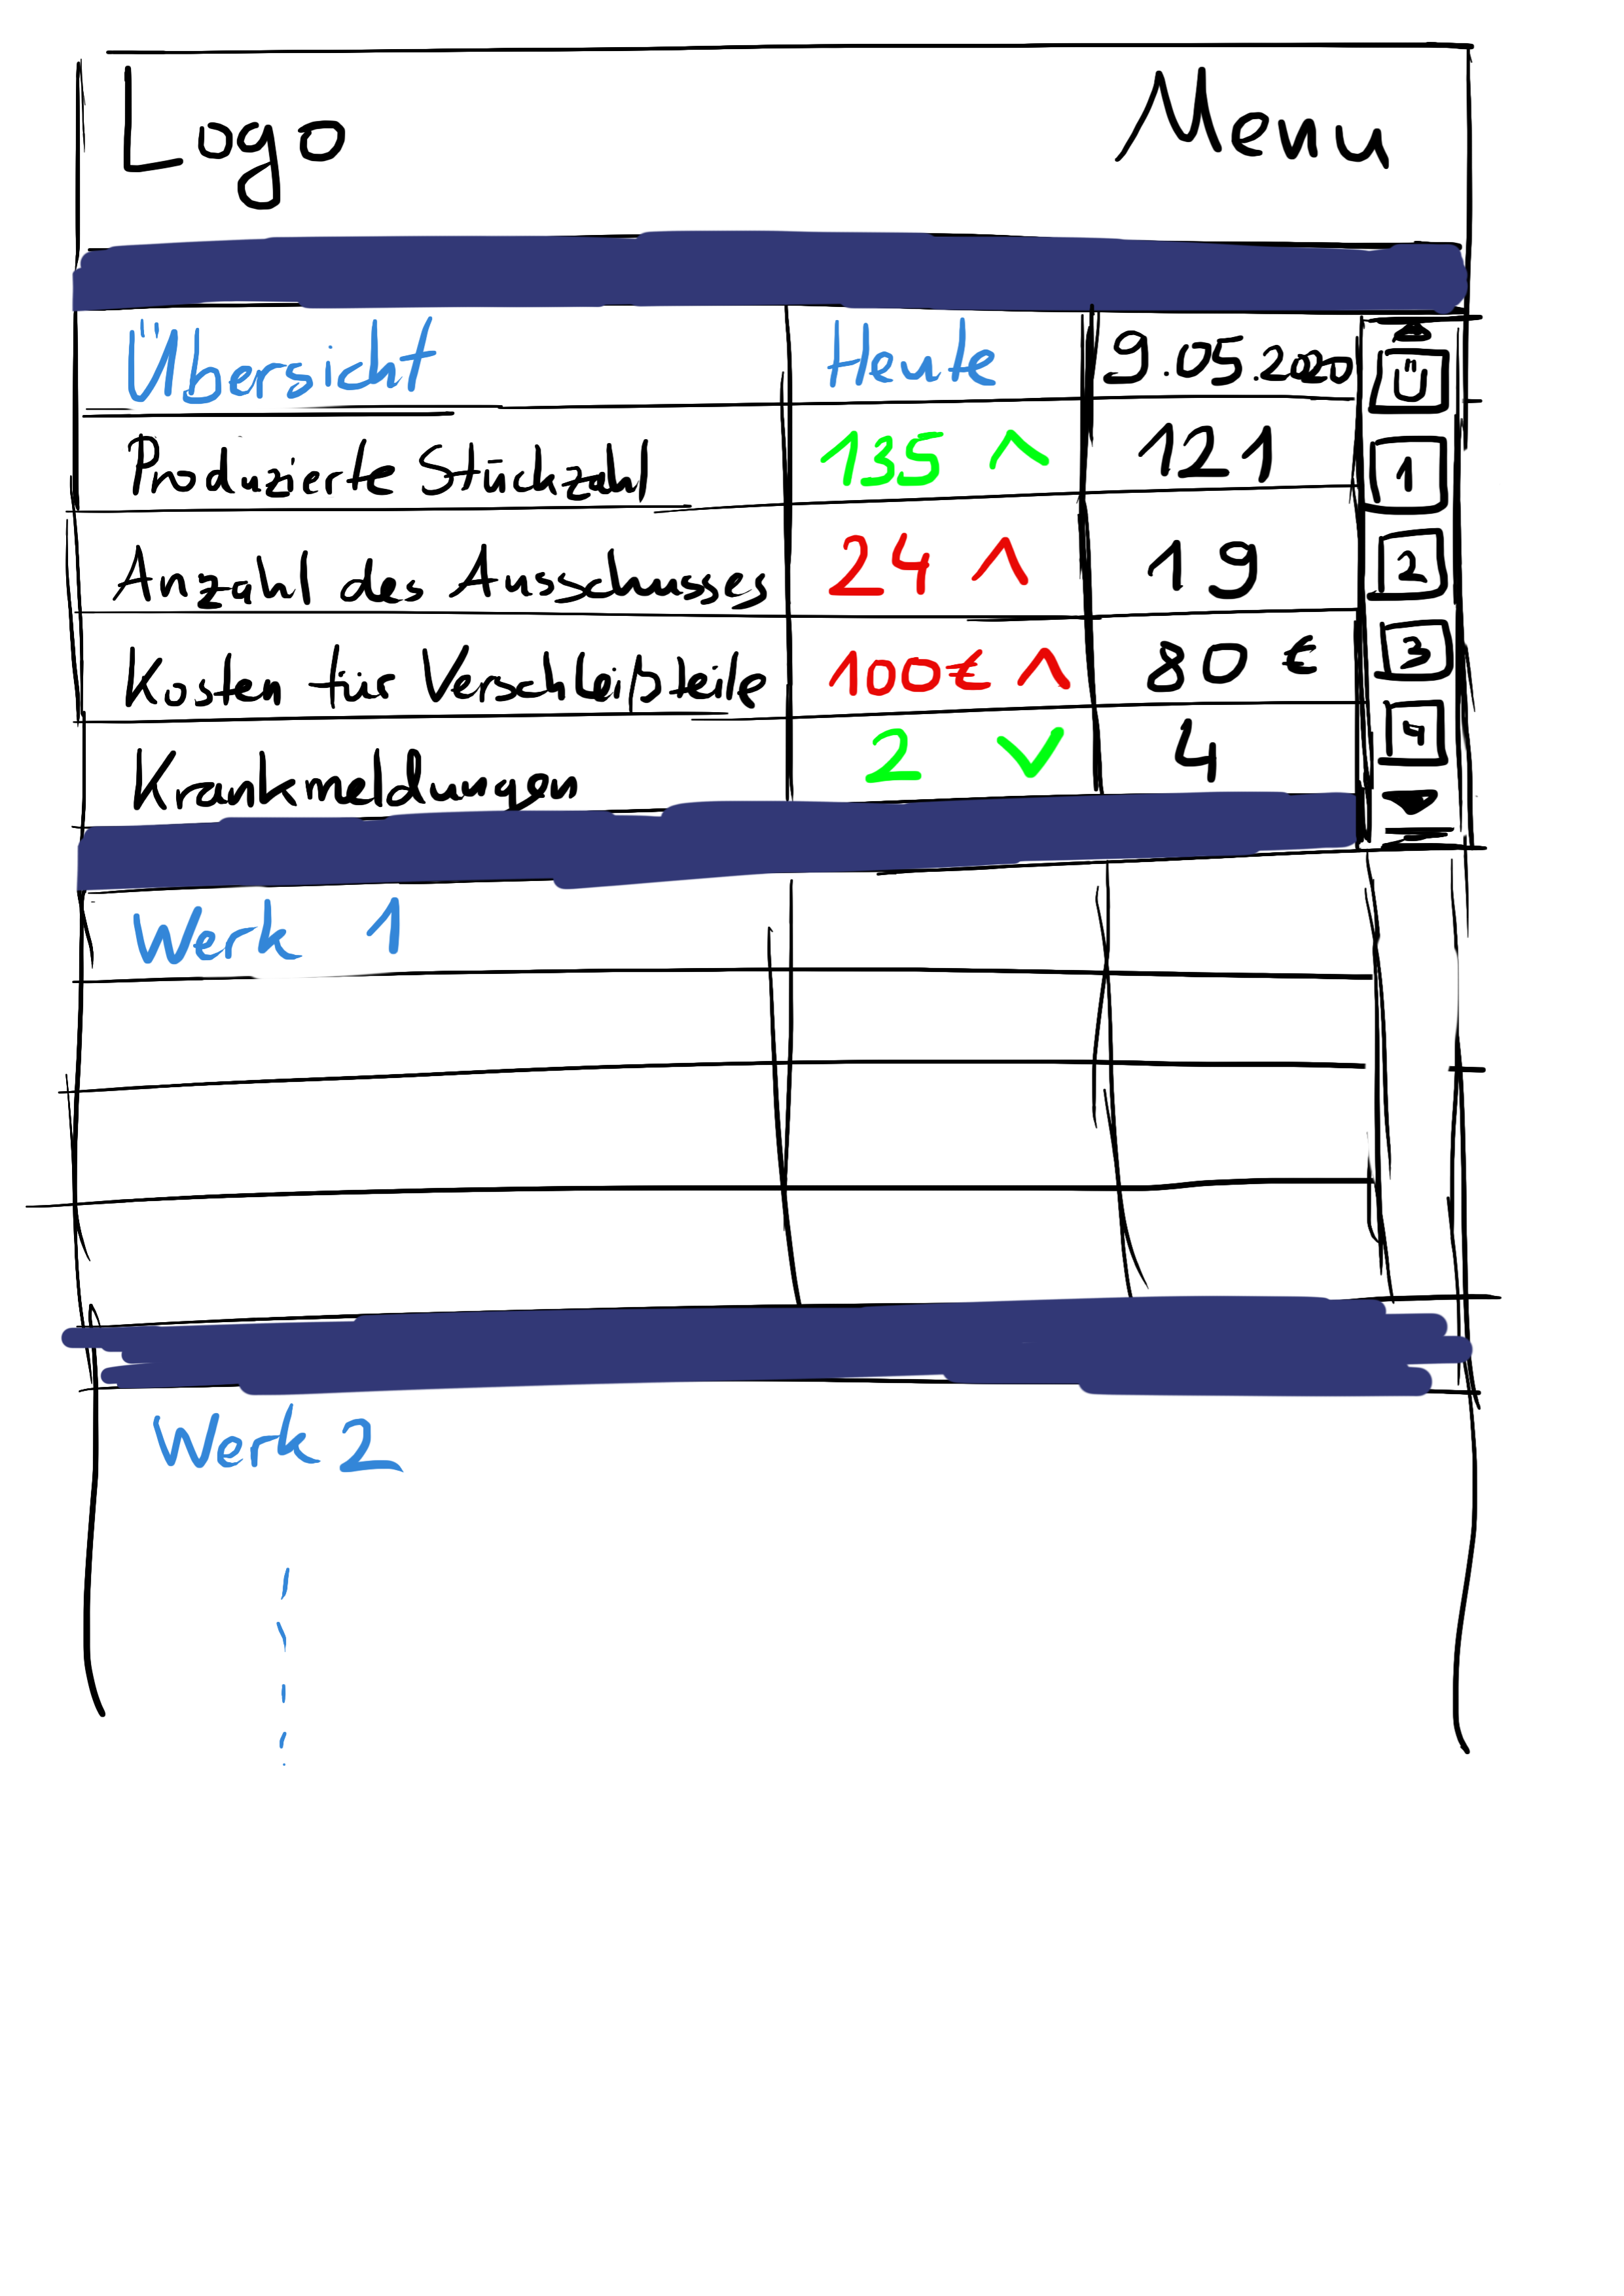 Logo Menu
Übersicht Heute 9.05.2020 Ü
Produzierte Stückzahl 135 ^ 121 1
Anzahl des Ausschusses 24 ^ 19 2
Kosten für Verschleißteile 100€ ^ 80 € 3
Krankmeldungen 2 v 4 4
Werk 1
Werk 2